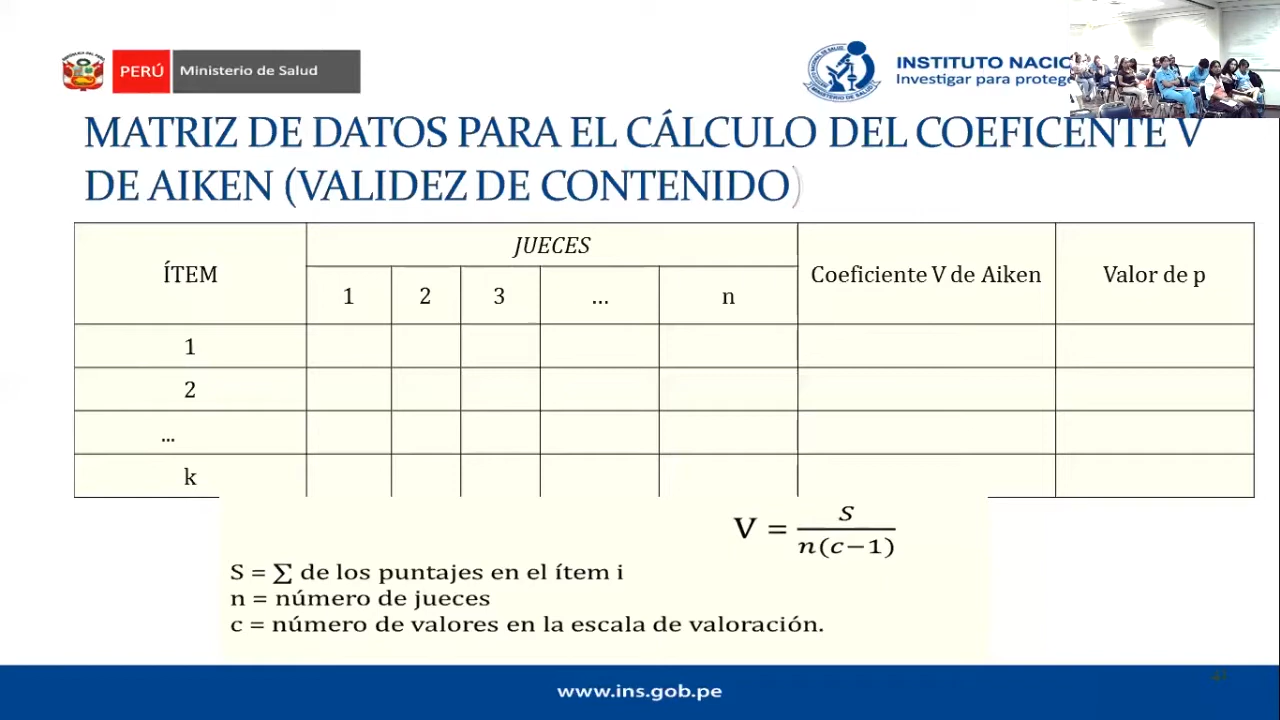 PERÚ
Ministerio de Salud
INSTITUTO NACIO
Investigar para protege
MATRIZ DE DATOS PARA EL CÁLCULO DEL COEFICENTE V
DE AIKEN (VALIDEZ DE CONTENIDO)
ÍTEM
JUECES
Coeficiente V de Aiken
Valor de p
1 2 3 ... n
1
2
...
k
V = S / n(c−1)
S = ∑ de los puntajes en el ítem i
n = número de jueces
c = número de valores en la escala de valoración.
www.ins.gob.pe